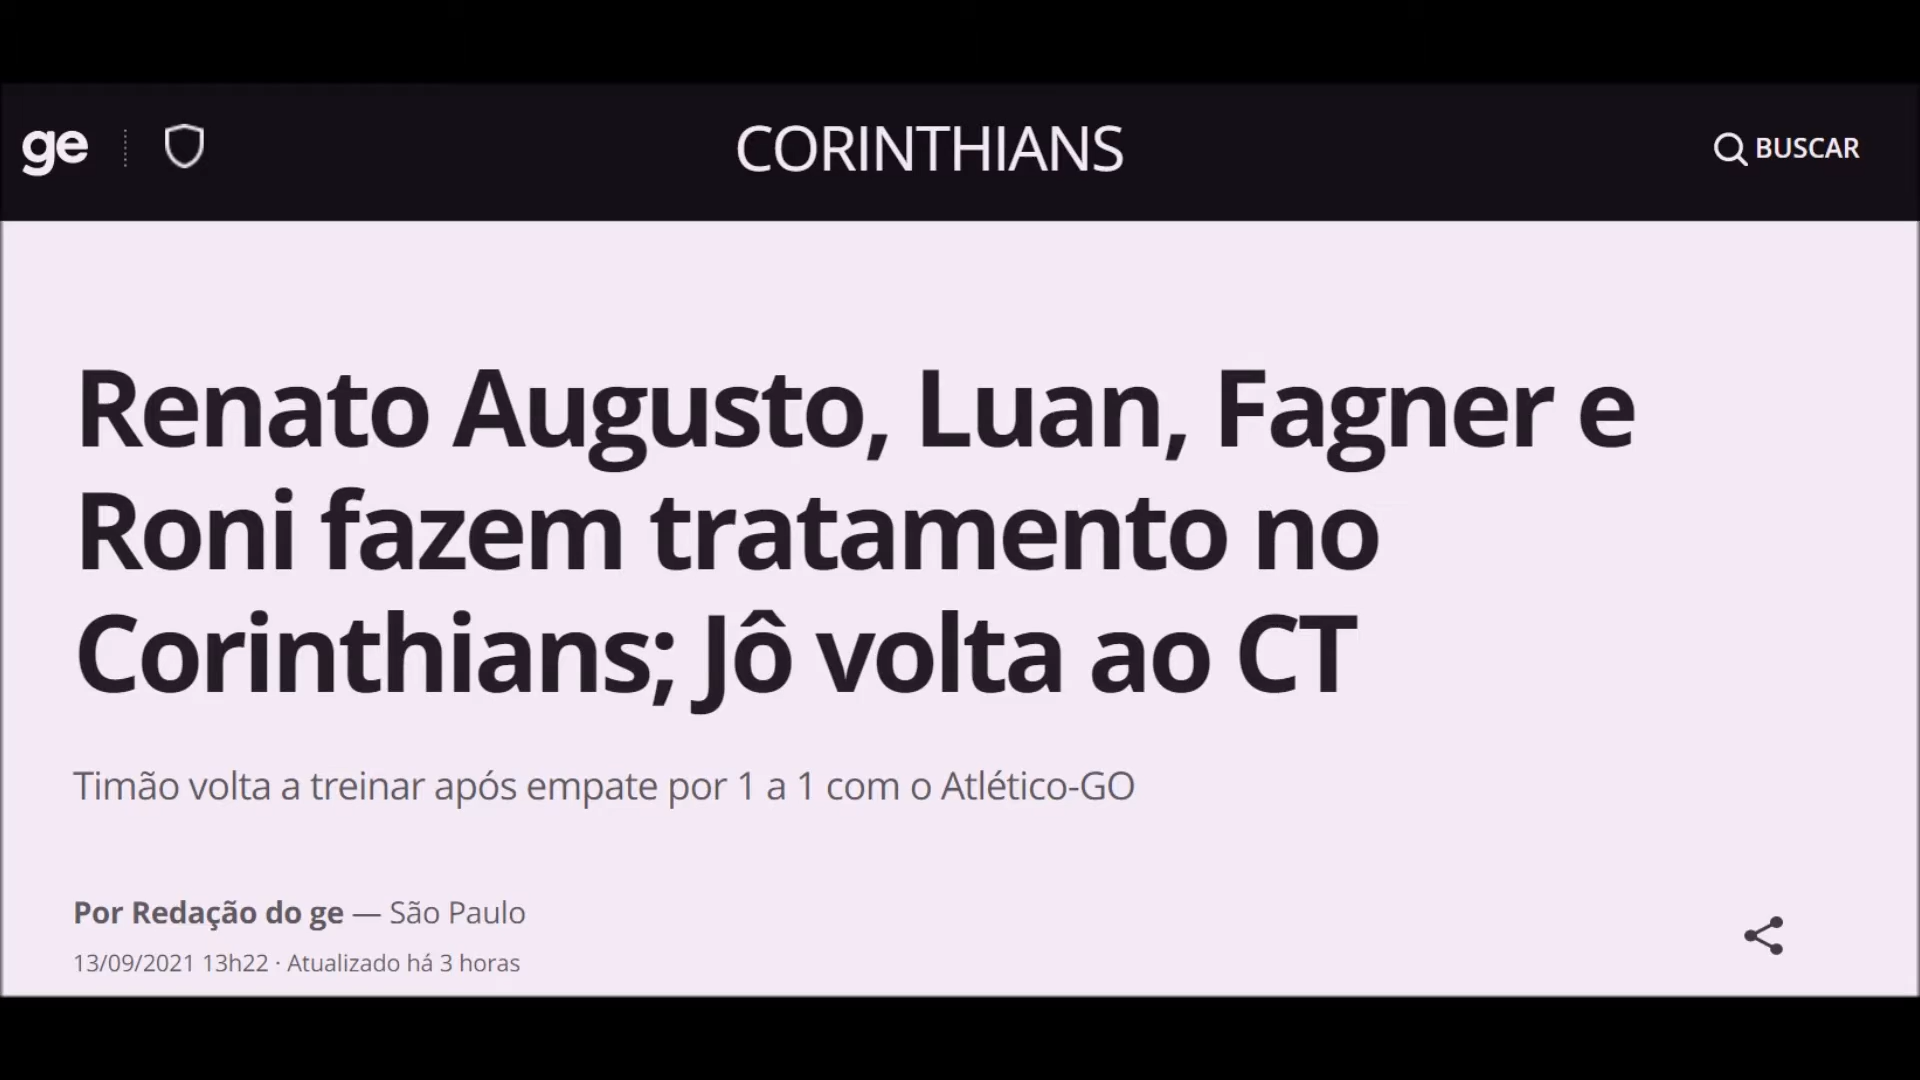 ge
CORINTHIANS
BUSCAR
Renato Augusto, Luan, Fagner e
Roni fazem tratamento no
Corinthians; Jô volta ao CT
Timão volta a treinar após empate por 1 a 1 com o Atlético-GO
Por Redação do ge — São Paulo
13/09/2021 13h22 · Atualizado há 3 horas